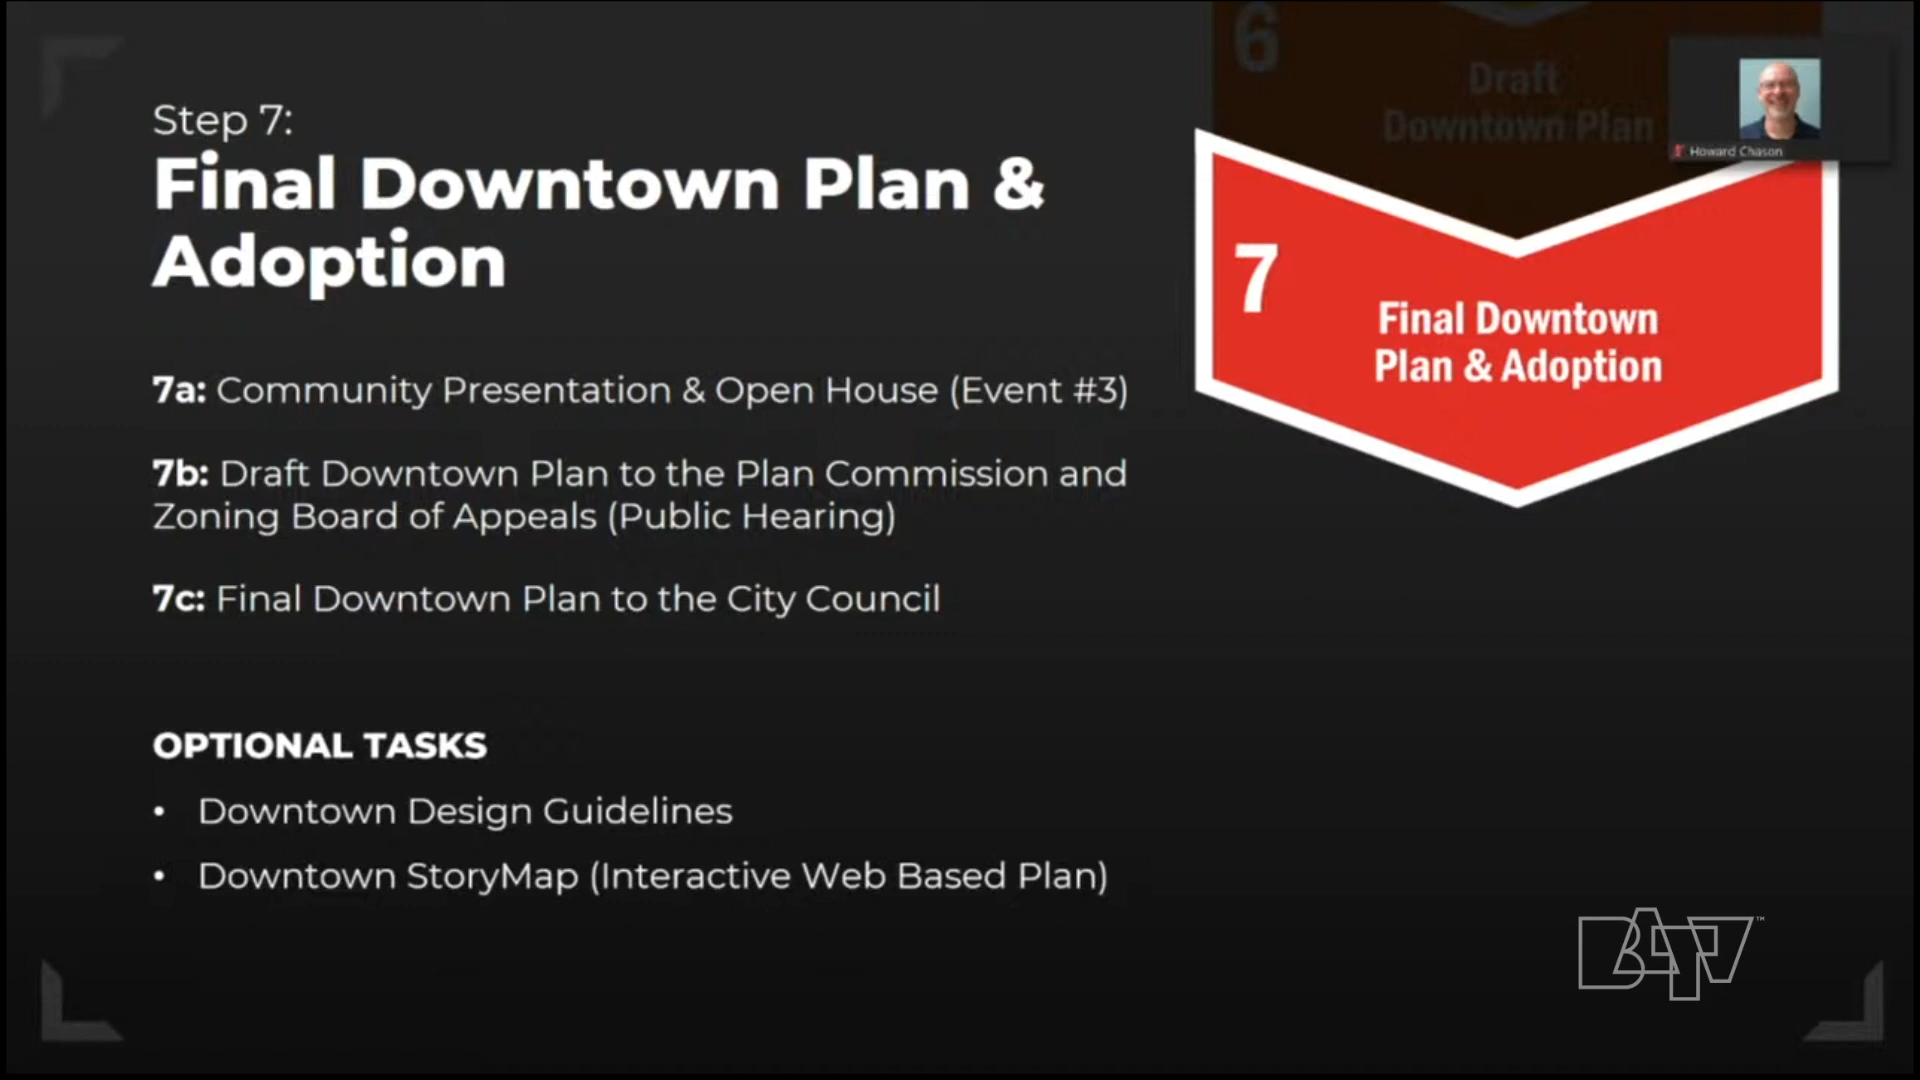 Step 7:
Final Downtown Plan &
Adoption
7a: Community Presentation & Open House (Event #3)
7b: Draft Downtown Plan to the Plan Commission and
Zoning Board of Appeals (Public Hearing)
7c: Final Downtown Plan to the City Council
OPTIONAL TASKS
• Downtown Design Guidelines
• Downtown StoryMap (Interactive Web Based Plan)
6
Draft
Downtown Plan
Howard Chason
7
Final Downtown
Plan & Adoption
BATV™